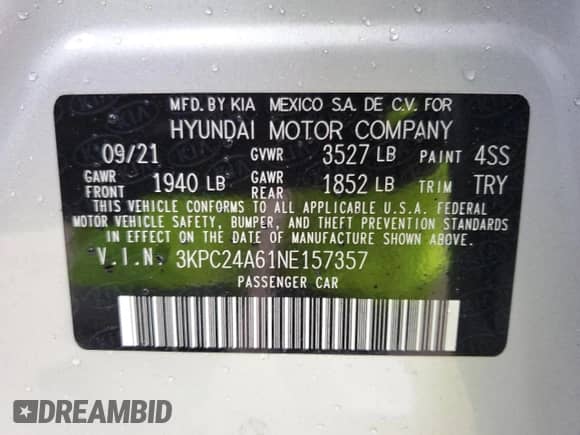 MFD. BY KIA MEXICO S.A. DE C.V. FOR
HYUNDAI MOTOR COMPANY
09/21 GVWR 3527 LB PAINT 4SS
GAWR FRONT 1940 LB GAWR REAR 1852 LB TRIM TRY
THIS VEHICLE CONFORMS TO ALL APPLICABLE U.S.A. FEDERAL
MOTOR VEHICLE SAFETY, BUMPER, AND THEFT PREVENTION STANDARDS
IN EFFECT ON THE DATE OF MANUFACTURE SHOWN ABOVE.
V.I.N. 3KPC24A61NE157357
PASSENGER CAR
DREAMBID